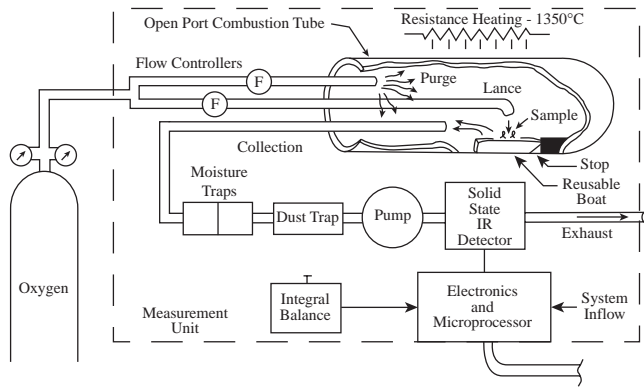 Open Port Combustion Tube
Resistance Heating - 1350°C
Flow Controllers
F
Purge
Lance
F
Sample
Collection
Stop
Moisture
Traps
Reusable
Boat
Dust Trap
Pump
Solid
State
IR
Detector
Exhaust
Oxygen
Integral
Balance
Electronics
and
Microprocessor
System
Inflow
Measurement
Unit